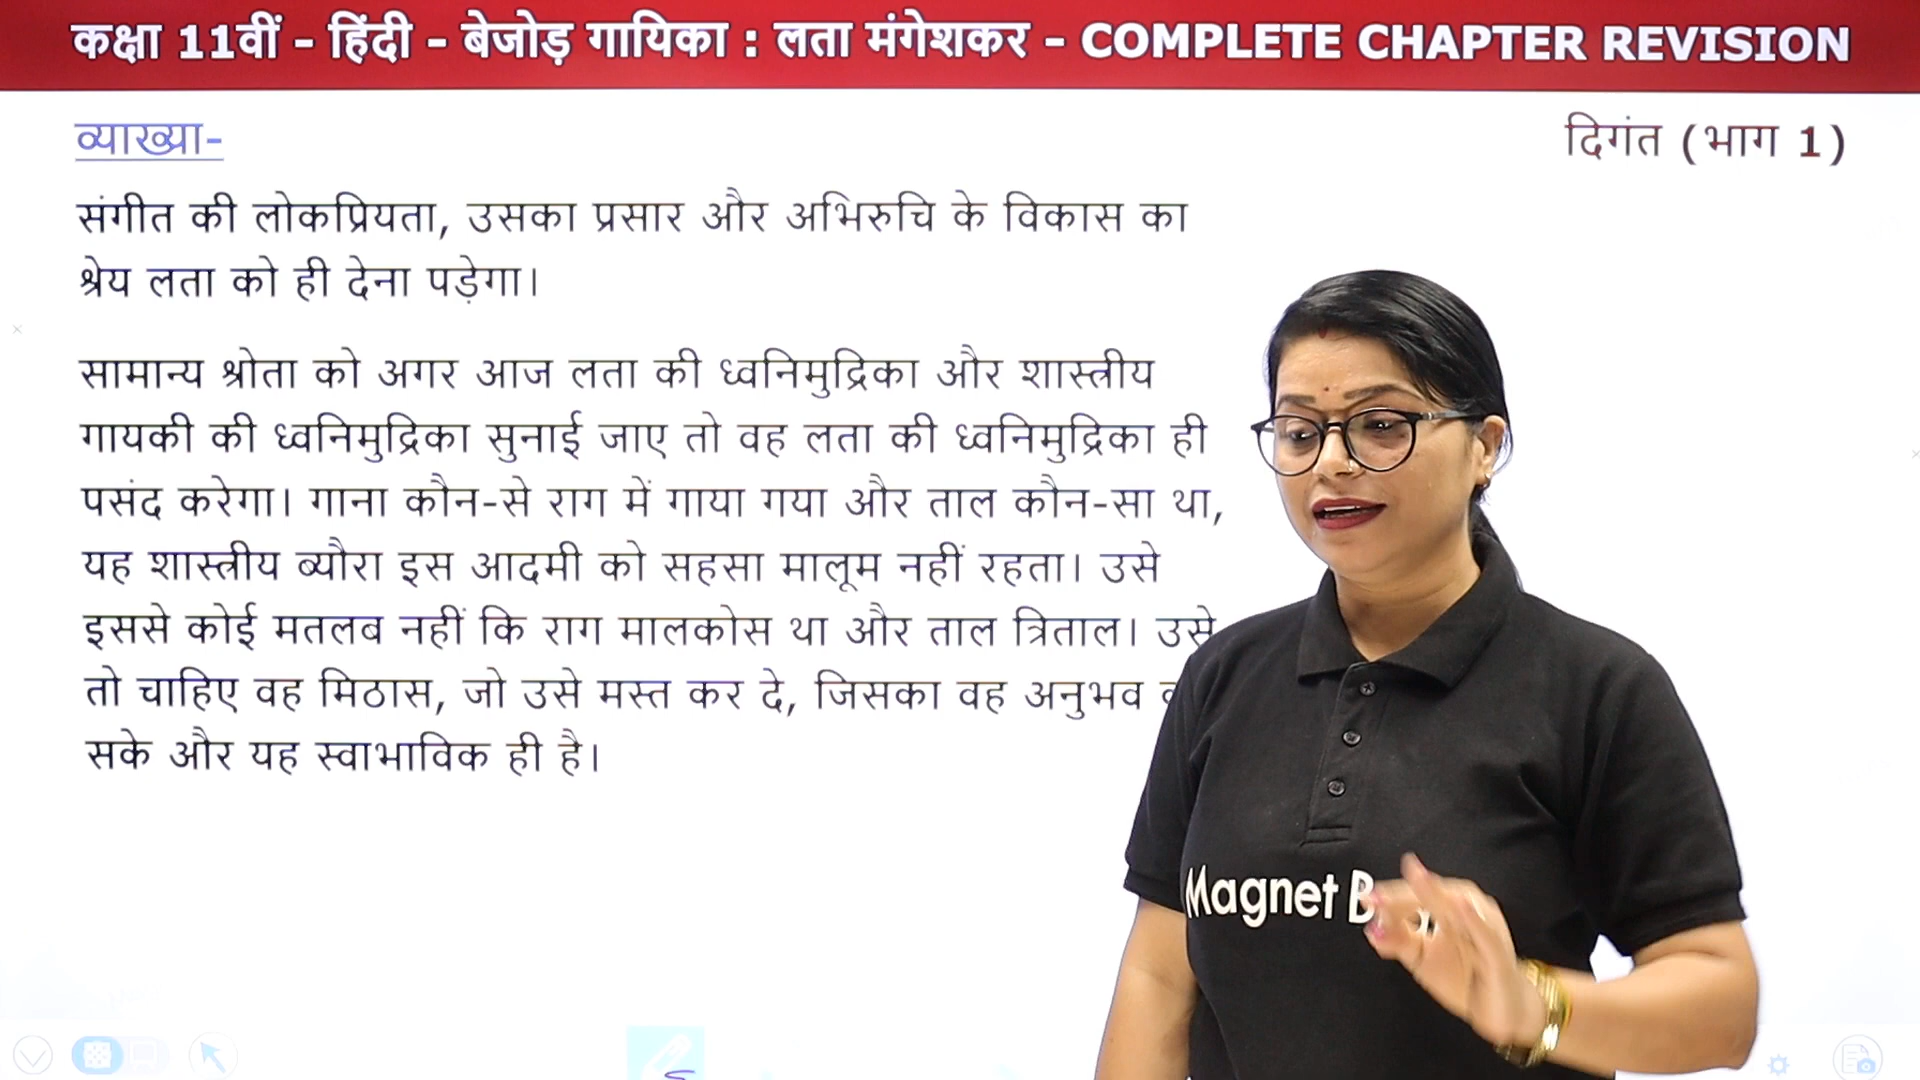 कक्षा 11वीं - हिंदी - बेजोड़ गायिका : लता मंगेशकर - COMPLETE CHAPTER REVISION
व्याख्या-
दिगंत (भाग 1)
संगीत की लोकप्रियता, उसका प्रसार और अभिरुचि के विकास का
श्रेय लता को ही देना पड़ेगा।
सामान्य श्रोता को अगर आज लता की ध्वनिमुद्रिका और शास्त्रीय
गायकी की ध्वनिमुद्रिका सुनाई जाए तो वह लता की ध्वनिमुद्रिका ही
पसंद करेगा। गाना कौन-से राग में गाया गया और ताल कौन-सा था,
यह शास्त्रीय ब्यौरा इस आदमी को सहसा मालूम नहीं रहता। उसे
इससे कोई मतलब नहीं कि राग मालकोस था और ताल त्रिताल। उसे
तो चाहिए वह मिठास, जो उसे मस्त कर दे, जिसका वह अनुभव
सके और यह स्वाभाविक ही है।
Magnet